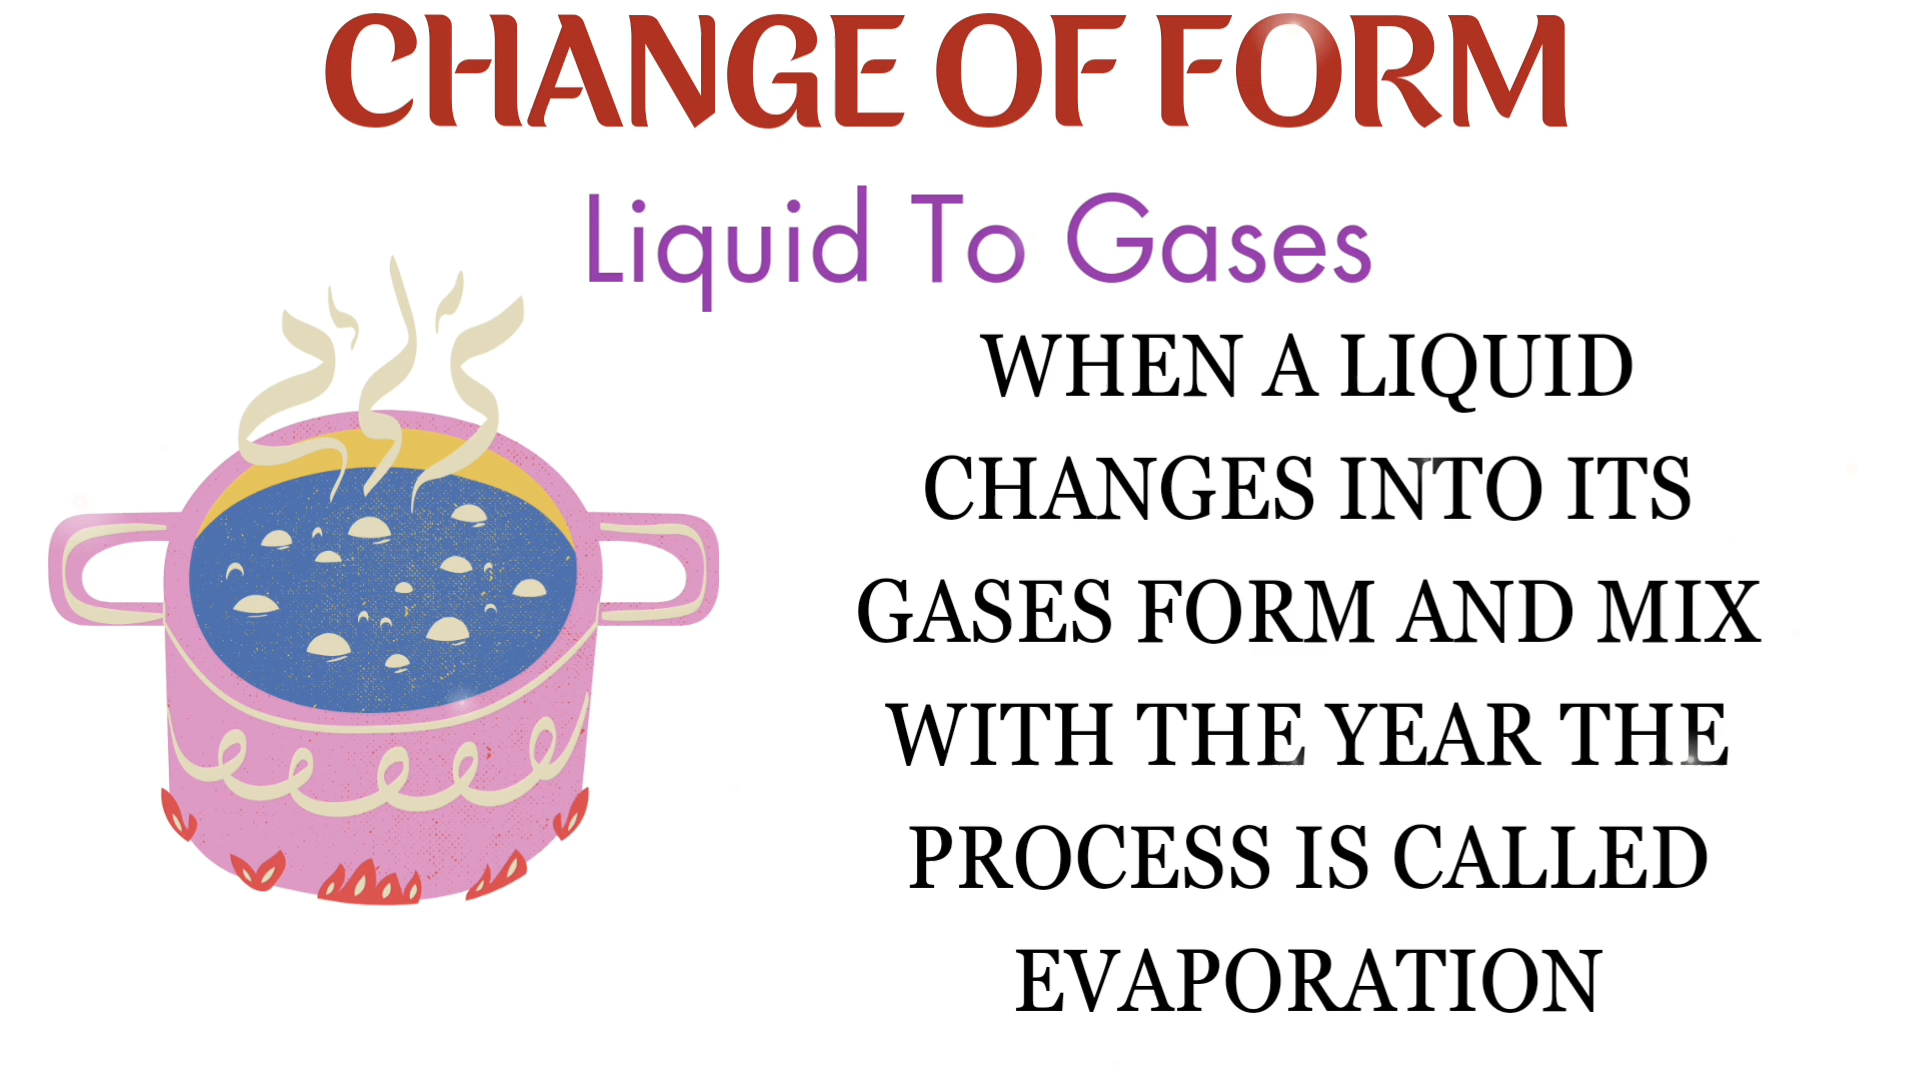 CHANGE OF FORM
Liquid To Gases
WHEN A LIQUID
CHANGES INTO ITS
GASES FORM AND MIX
WITH THE YEAR THE
PROCESS IS CALLED
EVAPORATION